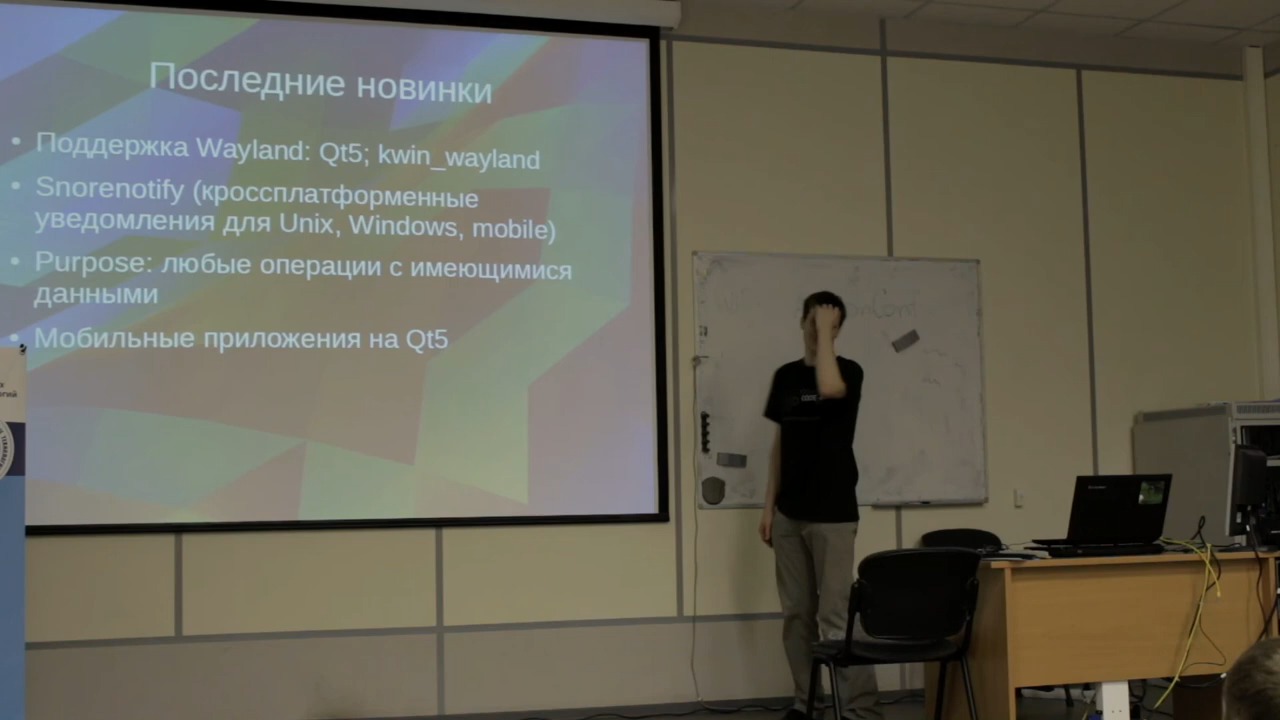 Последние новинки
• Поддержка Wayland: Qt5; kwin_wayland
• Snorenotify (кроссплатформенные
уведомления для Unix, Windows, mobile)
• Purpose: любые операции с имеющимися
данными
• Мобильные приложения на Qt5